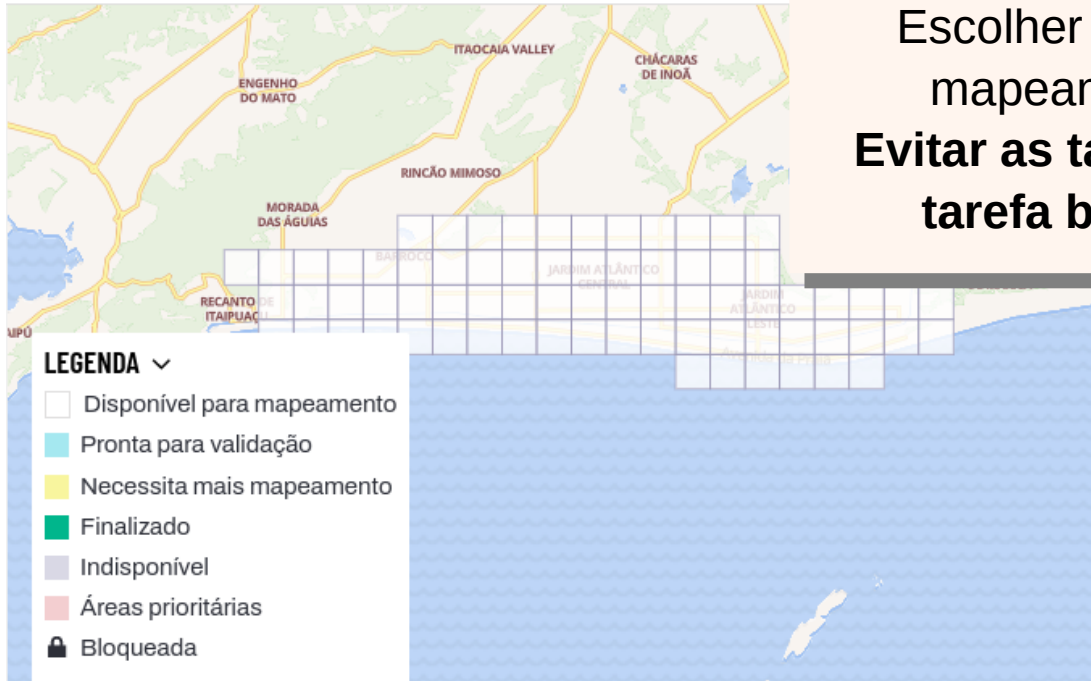 Escolher
mapear
Evitar as ta
tarefa b
ITAOCAIA VALLEY
CHÁCARAS
DE INOÃ
ENGENHO
DO MATO
RINCÃO MIMOSO
MORADA
DAS ÁGUIAS
BARROCO
JARDIM ATLÂNTICO
CENTRAL
RECANTO DE
ITAIPUAÇU
JARDIM
ATLÂNTICO
LESTE
AIPÚ
LEGENDA
Disponível para mapeamento
Pronta para validação
Necessita mais mapeamento
Finalizado
Indisponível
Áreas prioritárias
Bloqueada